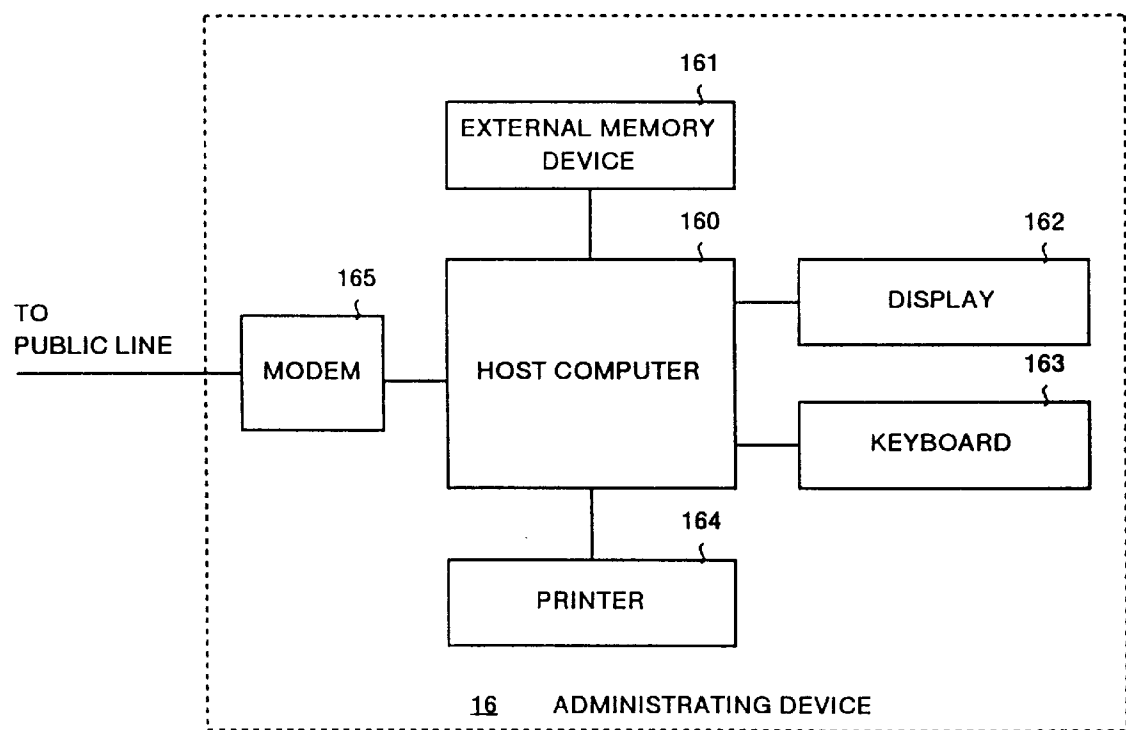 161
EXTERNAL MEMORY
DEVICE
160
162
165
TO
PUBLIC LINE
DISPLAY
MODEM
HOST COMPUTER
163
KEYBOARD
164
PRINTER
16 ADMINISTRATING DEVICE